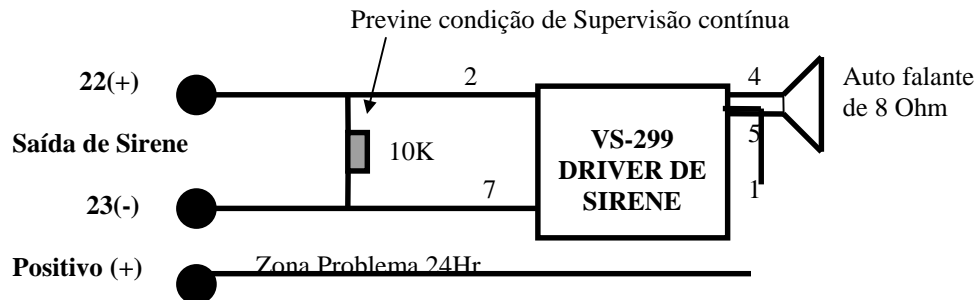 Previne condição de Supervisão contínua
22(+)
2
4
Auto falante
de 8 Ohm
Saída de Sirene
10K
VS-299
DRIVER DE
SIRENE
5
23(-)
7
1
Positivo (+)
Zona Problema 24Hr